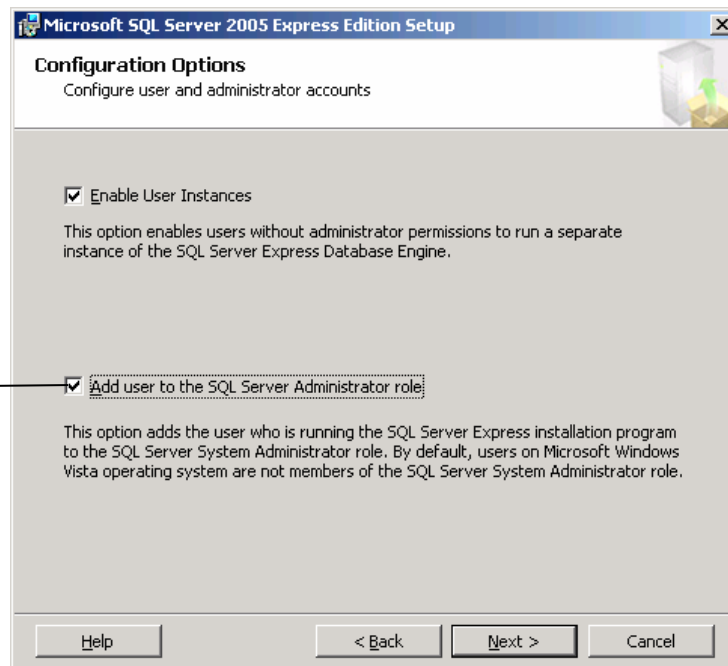 Microsoft SQL Server 2005 Express Edition Setup
Configuration Options
Configure user and administrator accounts
Enable User Instances
This option enables users without administrator permissions to run a separate
instance of the SQL Server Express Database Engine.
Add user to the SQL Server Administrator role
This option adds the user who is running the SQL Server Express installation program
to the SQL Server System Administrator role. By default, users on Microsoft Windows
Vista operating system are not members of the SQL Server System Administrator role.
Help
< Back
Next >
Cancel